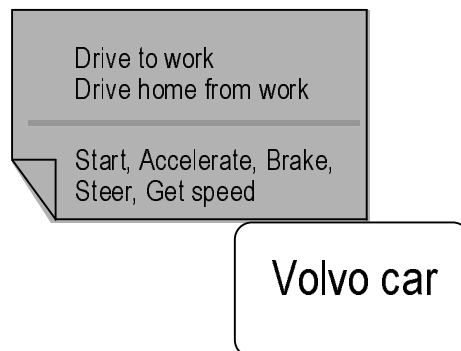 Drive to work
Drive home from work
Start, Accelerate, Brake,
Steer, Get speed
Volvo car